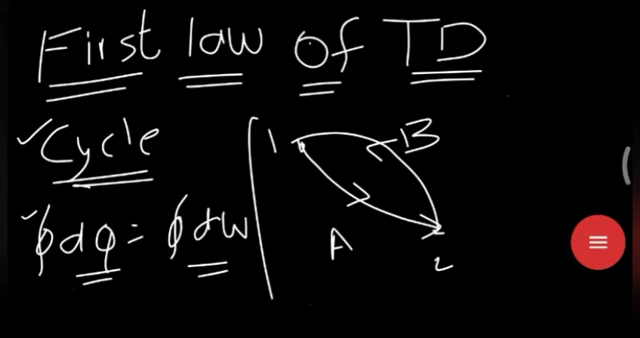 First law of TD
Cycle
∮dQ = ∮dW
1
B
A
2